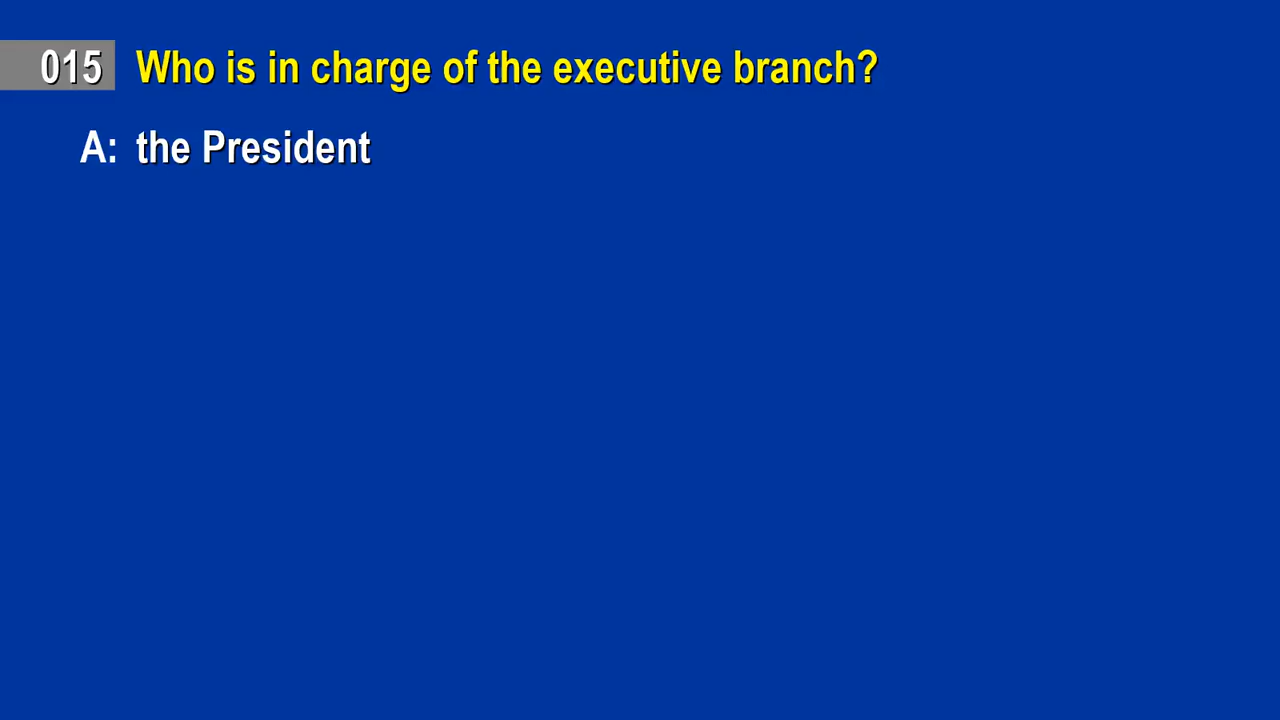 015 Who is in charge of the executive branch?
A: the President